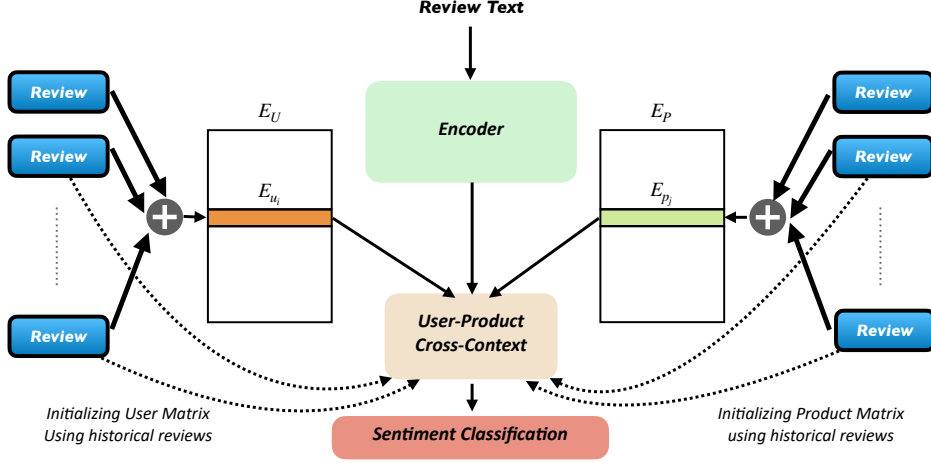 Review Text
Review
Review
Review
E_U
E_{u_i}
Encoder
E_P
E_{p_j}
Review
Review
Review
User-Product
Cross-Context
Initializing User Matrix
Using historical reviews
Initializing Product Matrix
using historical reviews
Sentiment Classification